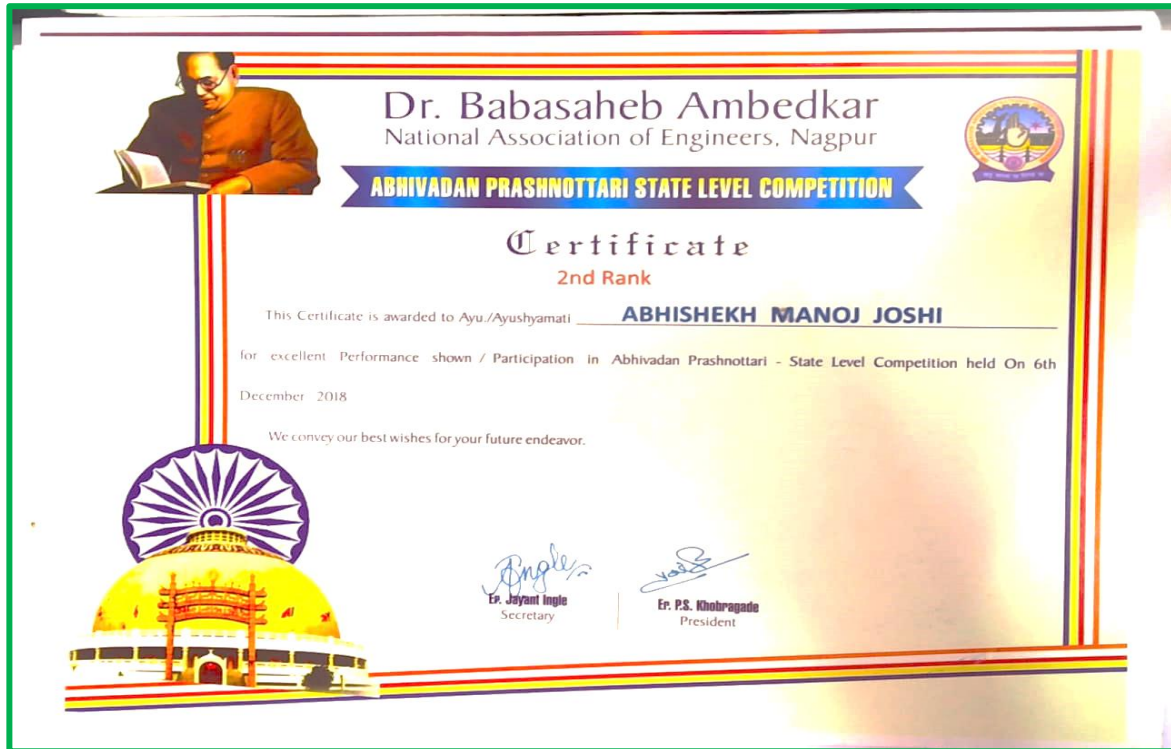 Dr. Babasaheb Ambedkar
National Association of Engineers, Nagpur
ABHIVADAN PRASHNOTTARI STATE LEVEL COMPETITION
Certificate
2nd Rank
This Certificate is awarded to Ayu./Ayushyamati ABHISHEKH MANOJ JOSHI
for excellent Performance shown / Participation in Abhivadan Prashnottari - State Level Competition held On 6th
December 2018
We convey our best wishes for your future endeavor.
Er. Jayant Ingle
Secretary
Er. P.S. Khobragade
President